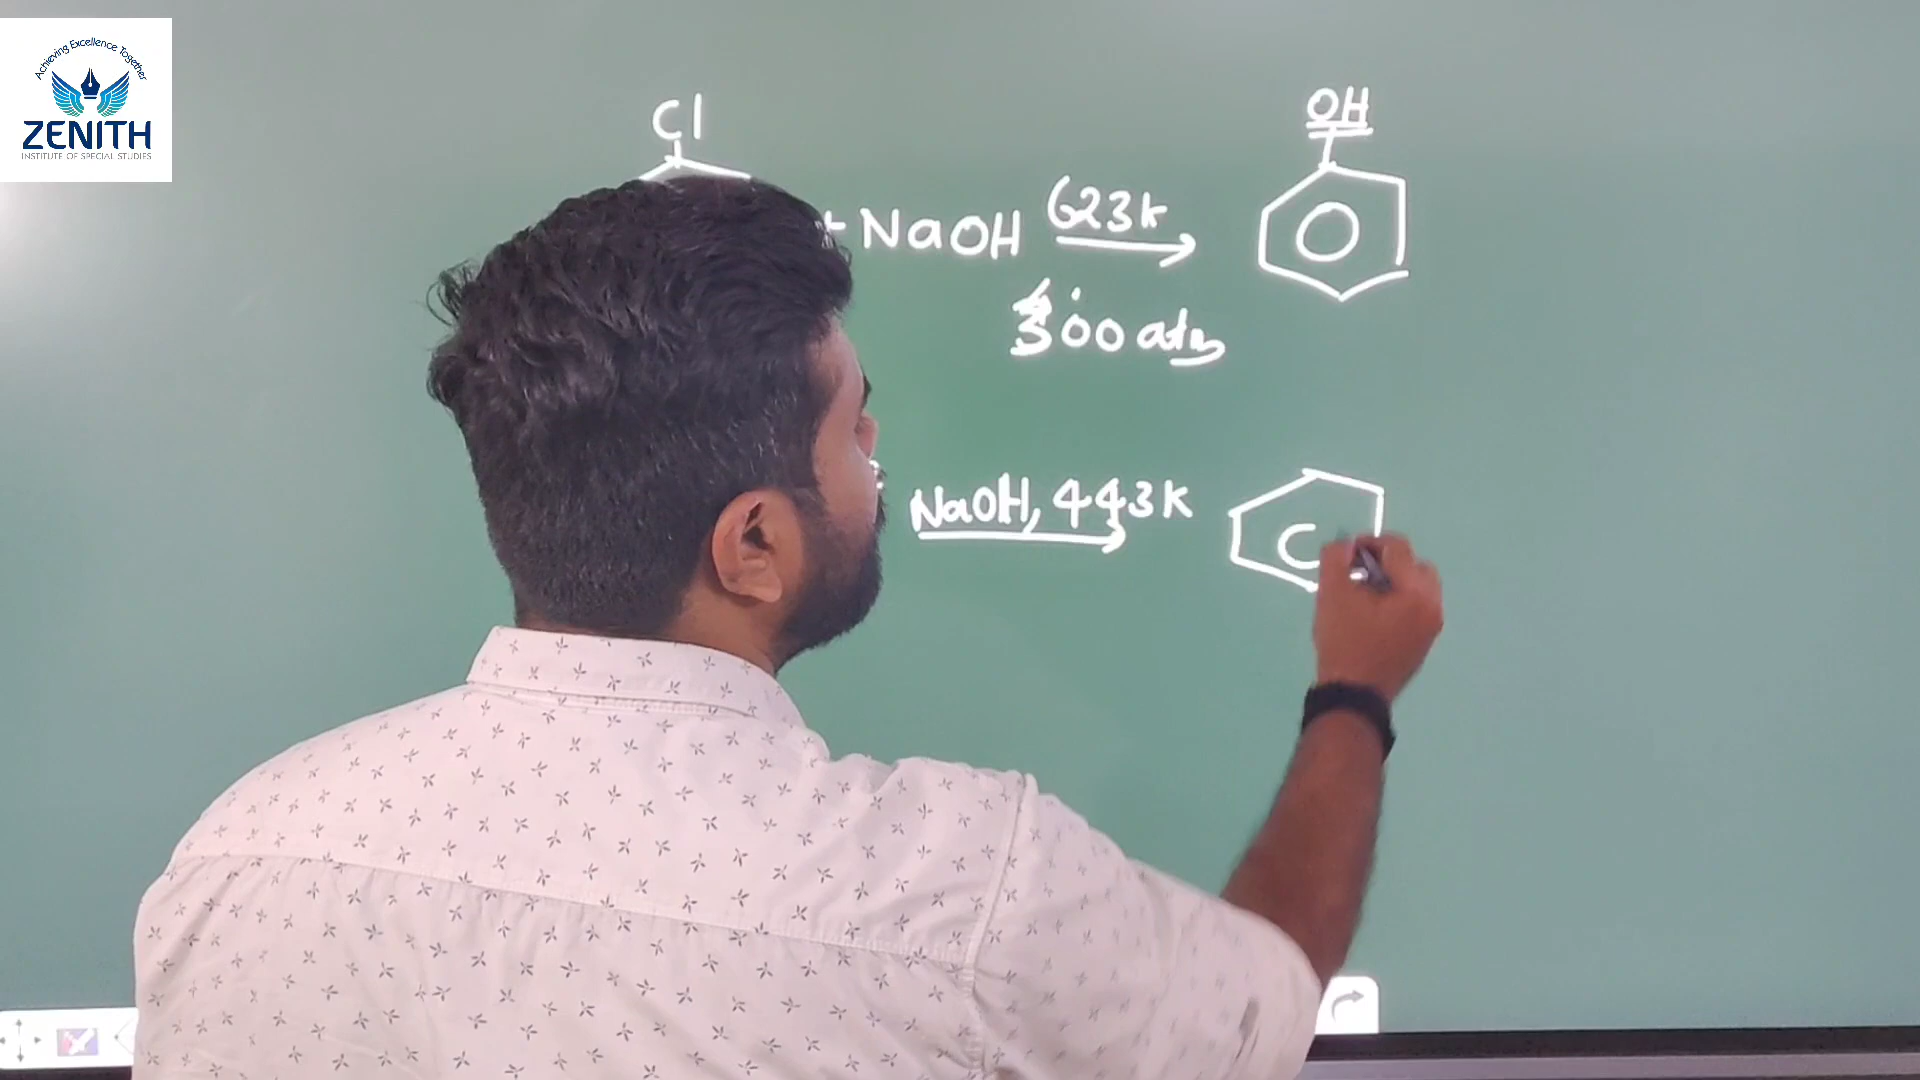 Achieving Excellence Together
ZENITH
INSTITUTE OF SPECIAL STUDIES
Cl
OH
+ NaOH 623K
300 atm
NaOH, 443K